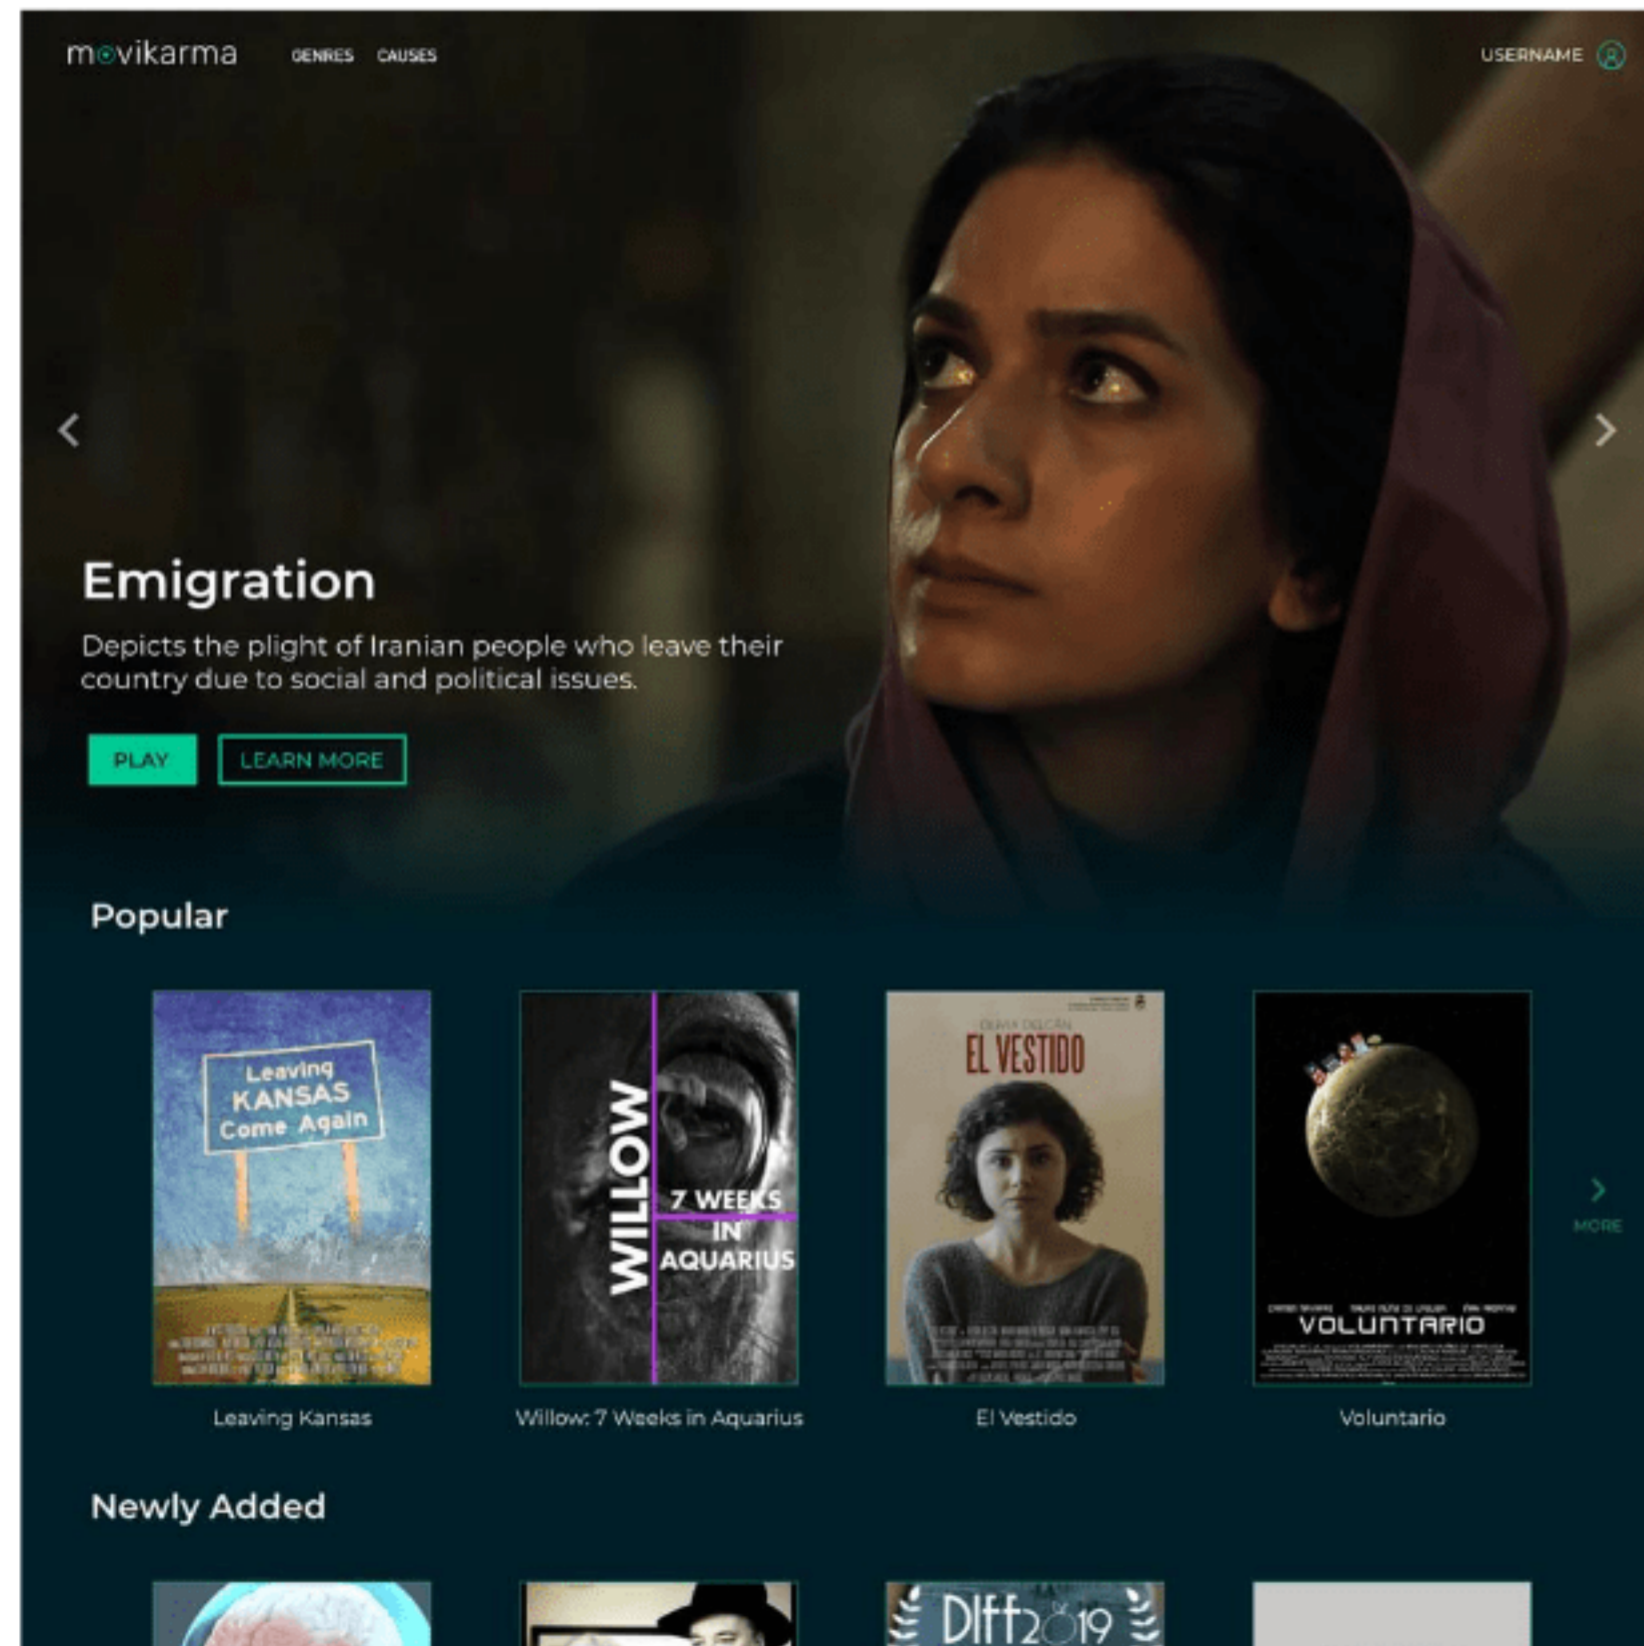 movikarma GENRES CAUSES USERNAME
Emigration
Depicts the plight of Iranian people who leave their
country due to social and political issues.
PLAY LEARN MORE
Popular
Leaving
KANSAS
Come Again
WILLOW
7 WEEKS
IN
AQUARIUS
OLIVIA DELCÁN
EL VESTIDO
VOLUNTARIO
MORE
Leaving Kansas
Willow: 7 Weeks in Aquarius
El Vestido
Voluntario
Newly Added
DIff2019